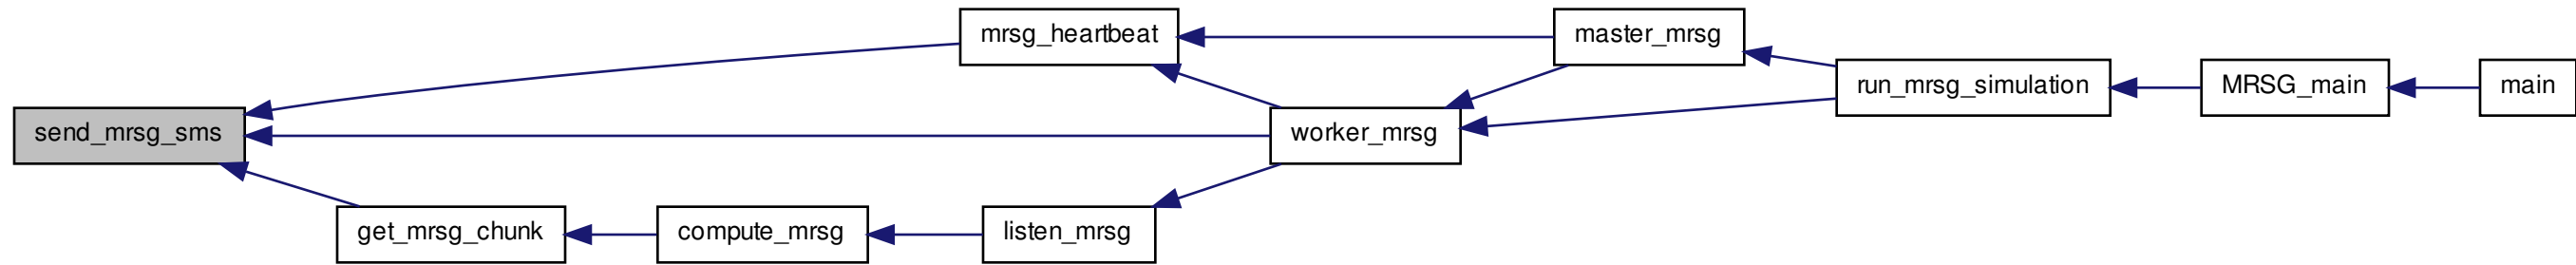 mrsg_heartbeat
master_mrsg
run_mrsg_simulation
MRSG_main
main
send_mrsg_sms
worker_mrsg
get_mrsg_chunk
compute_mrsg
listen_mrsg